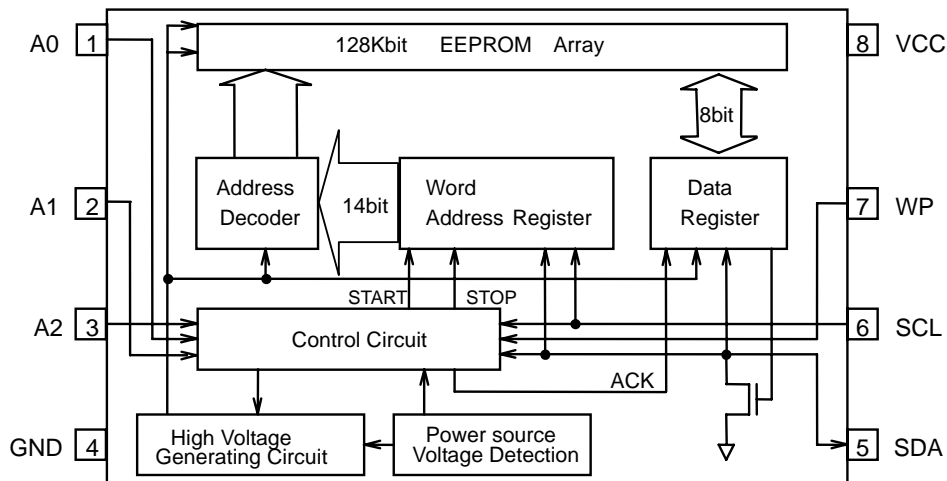 A0 1
128Kbit EEPROM Array
8 VCC
8bit
A1 2
Address
Decoder
14bit
Word
Address Register
Data
Register
7 WP
START
STOP
A2 3
Control Circuit
6 SCL
ACK
GND 4
High Voltage
Generating Circuit
Power source
Voltage Detection
5 SDA